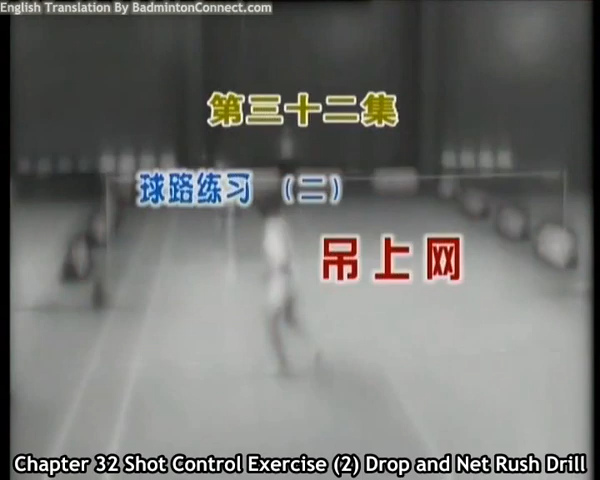 English Translation By BadmintonConnect.com
第三十二集
球路练习 （二）
吊上网
Chapter 32 Shot Control Exercise (2) Drop and Net Rush Drill